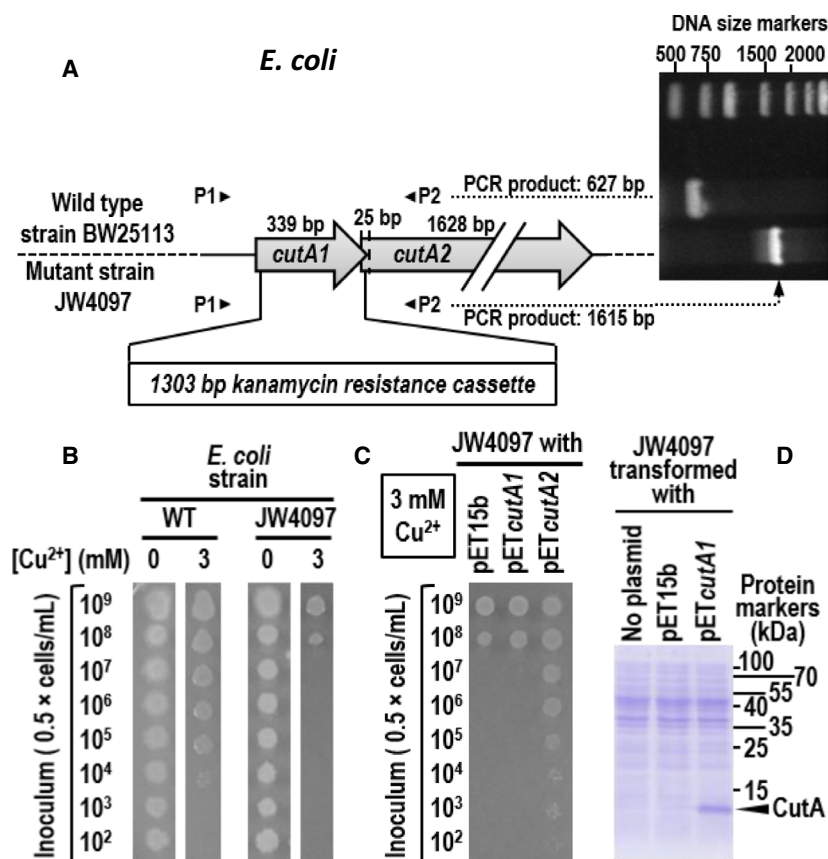 DNA size markers
500 750 1500 2000
A
E. coli
P1
P2
PCR product: 627 bp
Wild type
strain BW25113
339 bp
25 bp
1628 bp
cutA1
cutA2
Mutant strain
JW4097
P1
P2
PCR product: 1615 bp
1303 bp kanamycin resistance cassette
B
E. coli
strain
WT
JW4097
[Cu²⁺] (mM)
0
3
0
3
Inoculum ( 0.5 × cells/mL)
10⁹
10⁸
10⁷
10⁶
10⁵
10⁴
10³
10²
C
JW4097 with
3 mM
Cu²⁺
pET15b
pETcutA1
pETcutA2
Inoculum ( 0.5 × cells/mL)
10⁹
10⁸
10⁷
10⁶
10⁵
10⁴
10³
10²
D
JW4097
transformed
with
No plasmid
pET15b
pETcutA1
Protein
markers
(kDa)
100
70
55
40
35
25
15
CutA